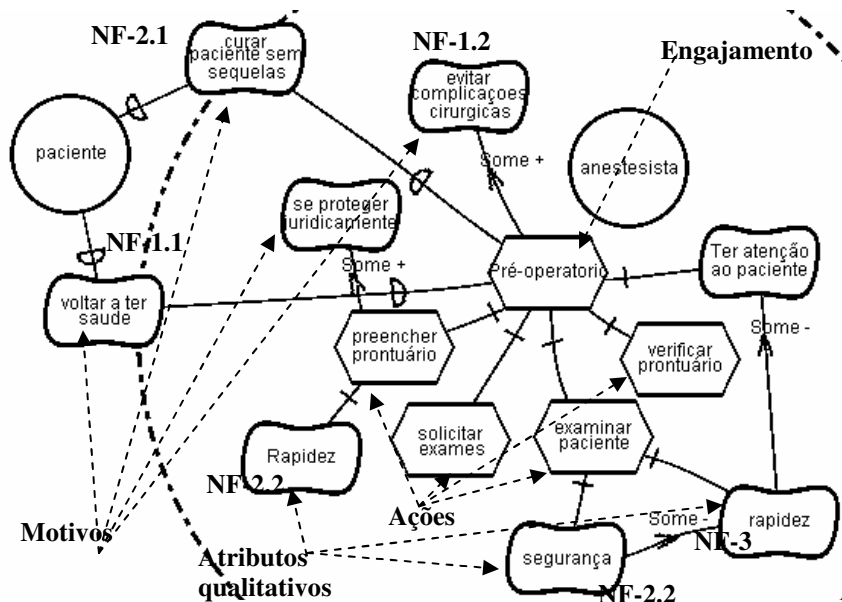 NF-2.1
curar
paciente sem
sequelas
NF-1.2
evitar
complicaçoes
cirurgicas
Engajamento
paciente
Some +
anestesista
se proteger
juridicamente
NF-1.1
Some +
Pré-operatorio
Ter atenção
ao paciente
voltar a ter
saude
preencher
prontuário
Some -
verificar
prontuário
Rapidez
NF-2.2
solicitar
exames
examinar
paciente
Motivos
Ações
Atributos
qualitativos
Some -
NF-3
rapidez
segurança
NF-2.2